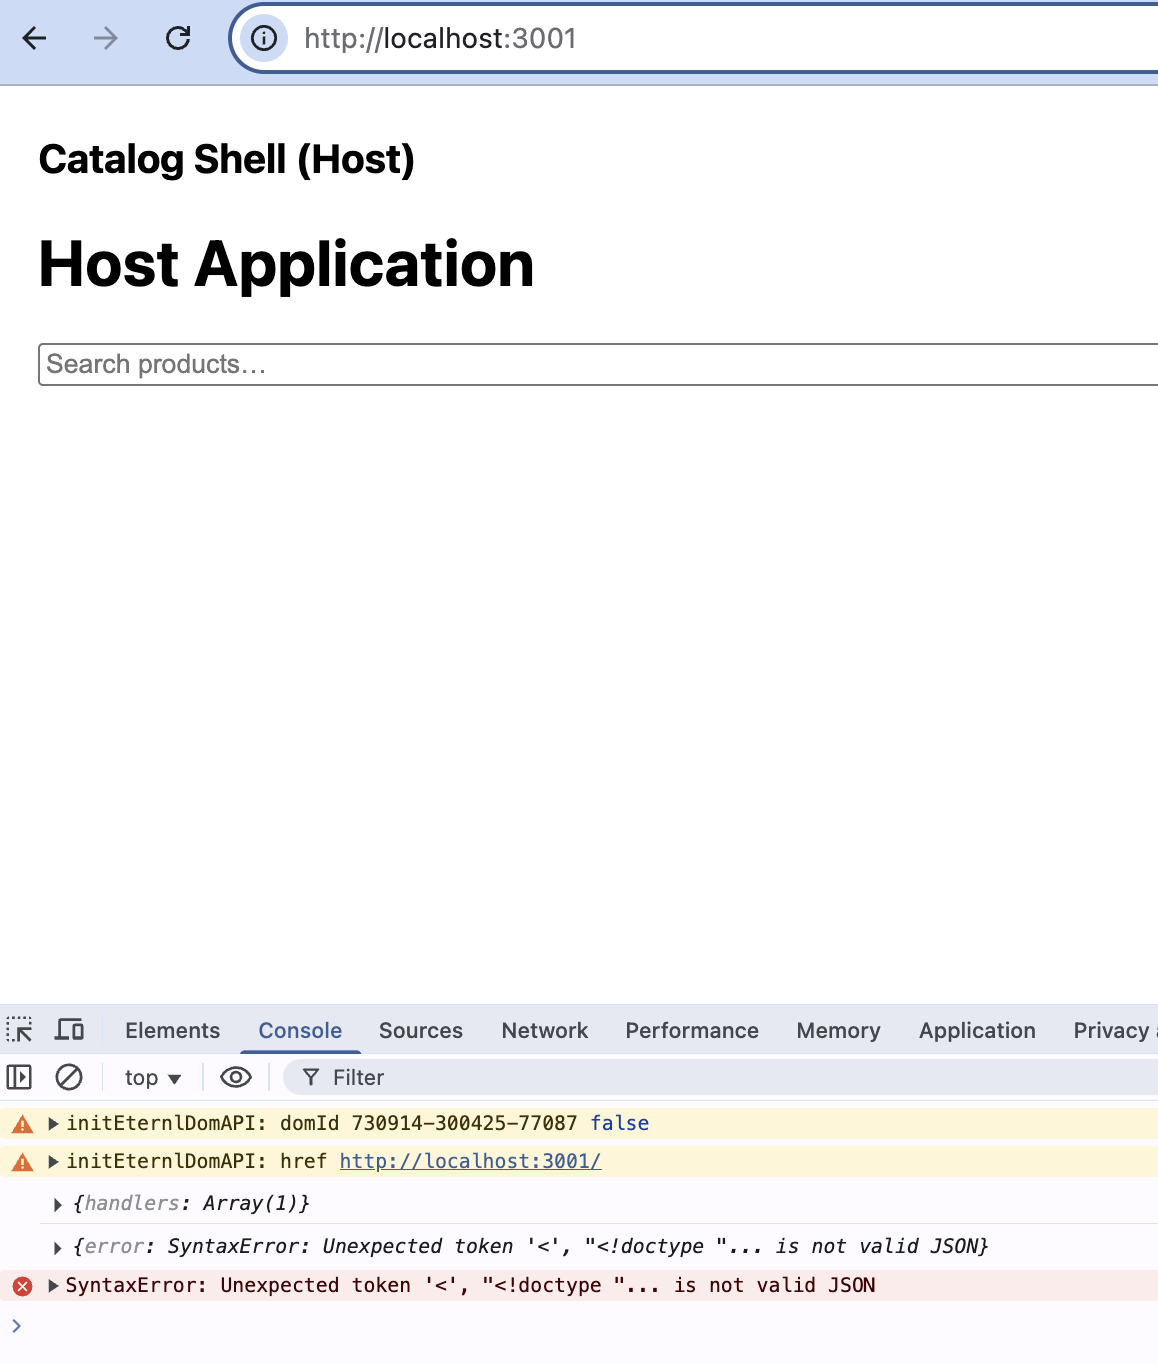 http://localhost:3001
Catalog Shell (Host)
Host Application
Search products…
Elements Console Sources Network Performance Memory Application Privacy
top Filter
initEternlDomAPI: domId 730914-300425-77087 false
initEternlDomAPI: href http://localhost:3001/
{handlers: Array(1)}
{error: SyntaxError: Unexpected token '<', "<!doctype "... is not valid JSON}
SyntaxError: Unexpected token '<', "<!doctype "... is not valid JSON